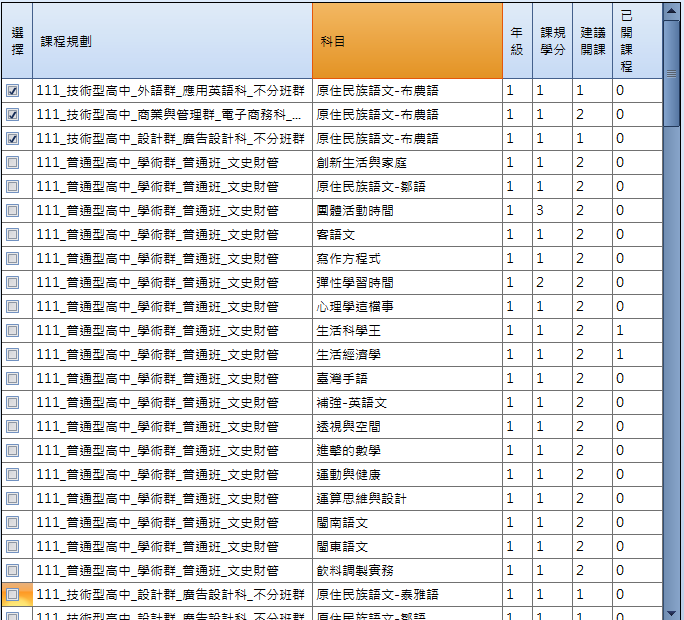 選擇 課程規劃 科目 年級 課規學分 建議開課 已開課程
111_技術型高中_外語群_應用英語科_不分班群 原住民族語文-布農語 1 1 1 0
111_技術型高中_商業與管理群_電子商務科_... 原住民族語文-布農語 1 1 2 0
111_技術型高中_設計群_廣告設計科_不分班群 原住民族語文-布農語 1 1 1 0
111_普通型高中_學術群_普通班_文史財管 創新生活與家庭 1 1 2 0
111_普通型高中_學術群_普通班_文史財管 原住民族語文-鄒語 1 1 2 0
111_普通型高中_學術群_普通班_文史財管 團體活動時間 1 3 2 0
111_普通型高中_學術群_普通班_文史財管 客語文 1 1 2 0
111_普通型高中_學術群_普通班_文史財管 寫作方程式 1 1 2 0
111_普通型高中_學術群_普通班_文史財管 彈性學習時間 1 2 2 0
111_普通型高中_學術群_普通班_文史財管 心理學這檔事 1 1 2 0
111_普通型高中_學術群_普通班_文史財管 生活科學王 1 1 2 1
111_普通型高中_學術群_普通班_文史財管 生活經濟學 1 1 2 1
111_普通型高中_學術群_普通班_文史財管 臺灣手語 1 1 2 0
111_普通型高中_學術群_普通班_文史財管 補強-英語文 1 1 2 0
111_普通型高中_學術群_普通班_文史財管 透視與空間 1 1 2 0
111_普通型高中_學術群_普通班_文史財管 進擊的數學 1 1 2 0
111_普通型高中_學術群_普通班_文史財管 運動與健康 1 1 2 0
111_普通型高中_學術群_普通班_文史財管 運算思維與設計 1 1 2 0
111_普通型高中_學術群_普通班_文史財管 閩南語文 1 1 2 0
111_普通型高中_學術群_普通班_文史財管 閩東語文 1 1 2 0
111_普通型高中_學術群_普通班_文史財管 飲料調製實務 1 1 2 0
111_技術型高中_設計群_廣告設計科_不分班群 原住民族語文-泰雅語 1 1 1 0
111_技術型高中_設計群_廣告設計科_不分班群 原住民族語文-鄒語 1 1 1 0